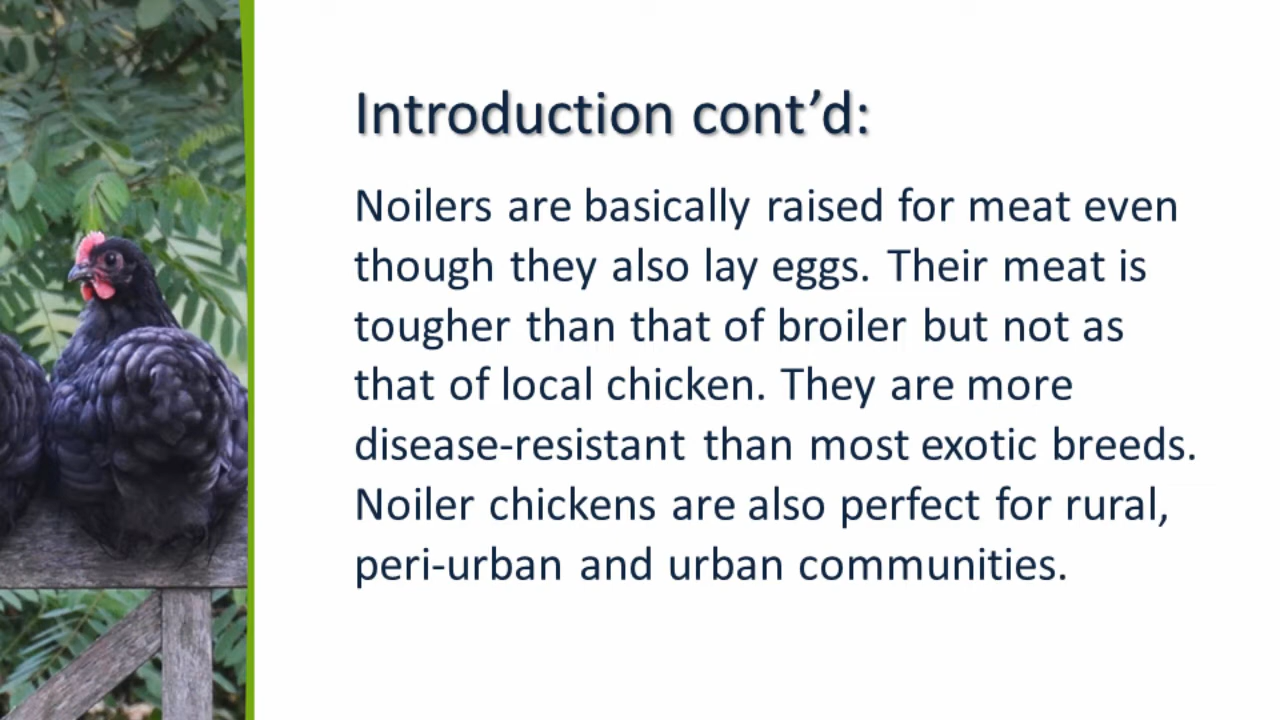 Introduction cont’d:
Noilers are basically raised for meat even
though they also lay eggs. Their meat is
tougher than that of broiler but not as
that of local chicken. They are more
disease-resistant than most exotic breeds.
Noiler chickens are also perfect for rural,
peri-urban and urban communities.